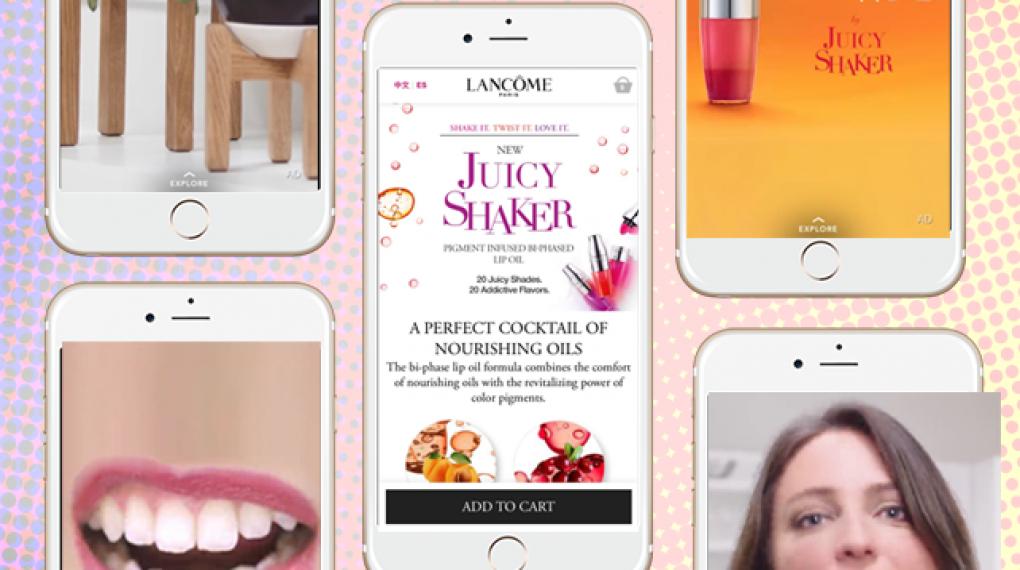 EXPLORE
AD
中文 | ES
LANCÔME
PARIS
SHAKE IT. TWIST IT. LOVE IT.
NEW
JUICY
SHAKER
PIGMENT INFUSED BI-PHASED
LIP OIL
20 Juicy Shades.
20 Addictive Flavors.
A PERFECT COCKTAIL OF
NOURISHING OILS
The bi-phase lip oil formula combines the comfort
of nourishing oils with the revitalizing power of
color pigments.
ADD TO CART
by
JUICY
SHAKER
EXPLORE
AD